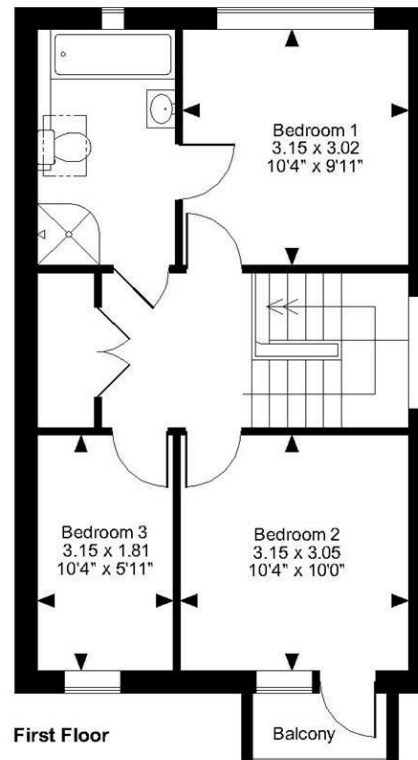 Bedroom 1
3.15 x 3.02
10'4" x 9'11"
Bedroom 3
3.15 x 1.81
10'4" x 5'11"
Bedroom 2
3.15 x 3.05
10'4" x 10'0"
First Floor
Balcony